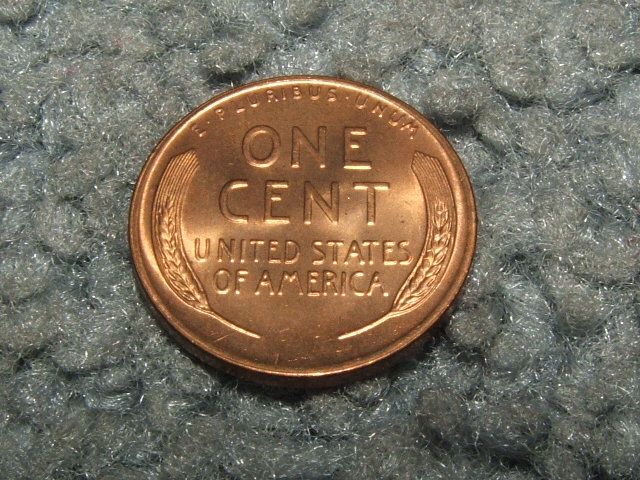 E·PLURIBUS·UNUM
ONE
CENT
UNITED STATES
OF AMERICA